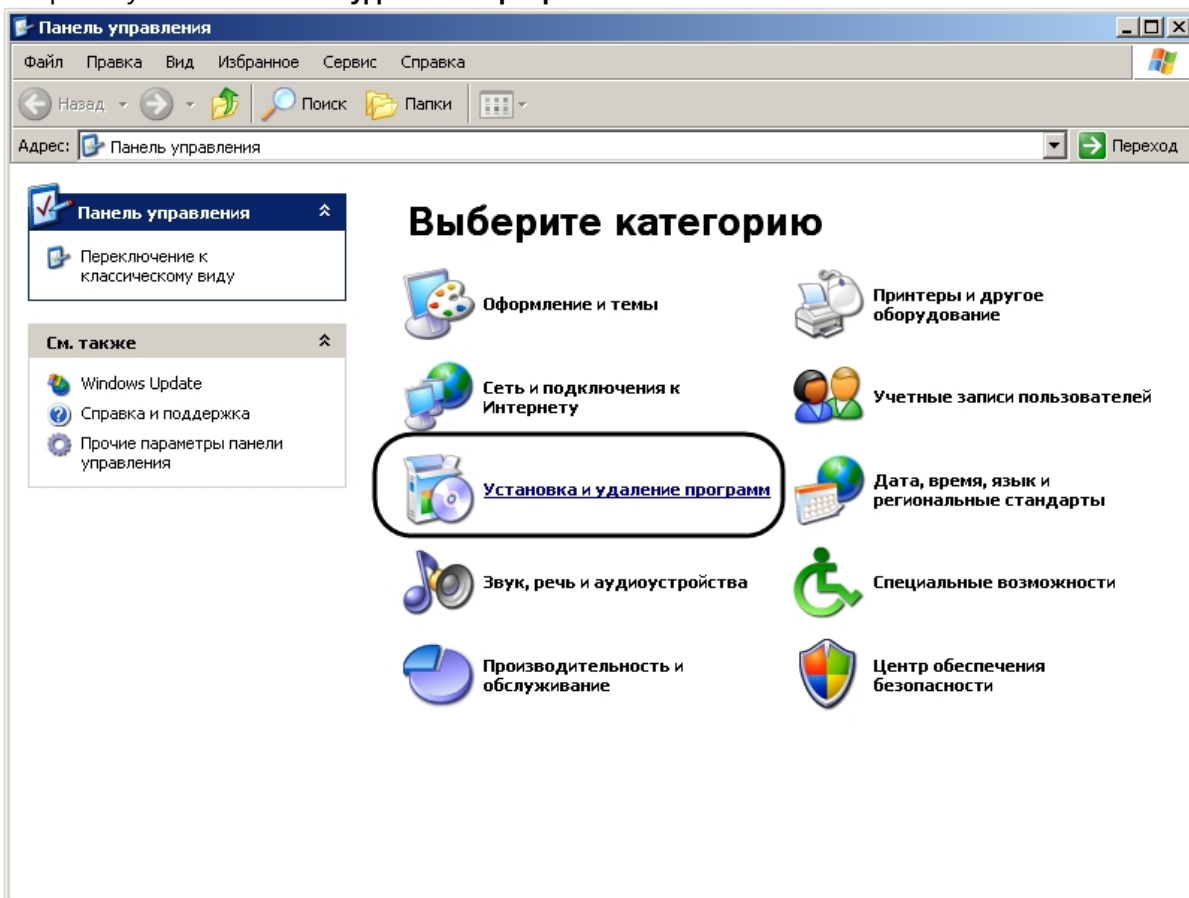 Панель управления
Файл Правка Вид Избранное Сервис Справка
Назад Поиск Папки
Адрес: Панель управления Переход
Панель управления
Переключение к
классическому виду
См. также
Windows Update
Справка и поддержка
Прочие параметры панели
управления
Выберите категорию
Оформление и темы
Принтеры и другое
оборудование
Сеть и подключения к
Интернету
Учетные записи пользователей
Установка и удаление программ
Дата, время, язык и
региональные стандарты
Звук, речь и аудиоустройства
Специальные возможности
Производительность и
обслуживание
Центр обеспечения
безопасности